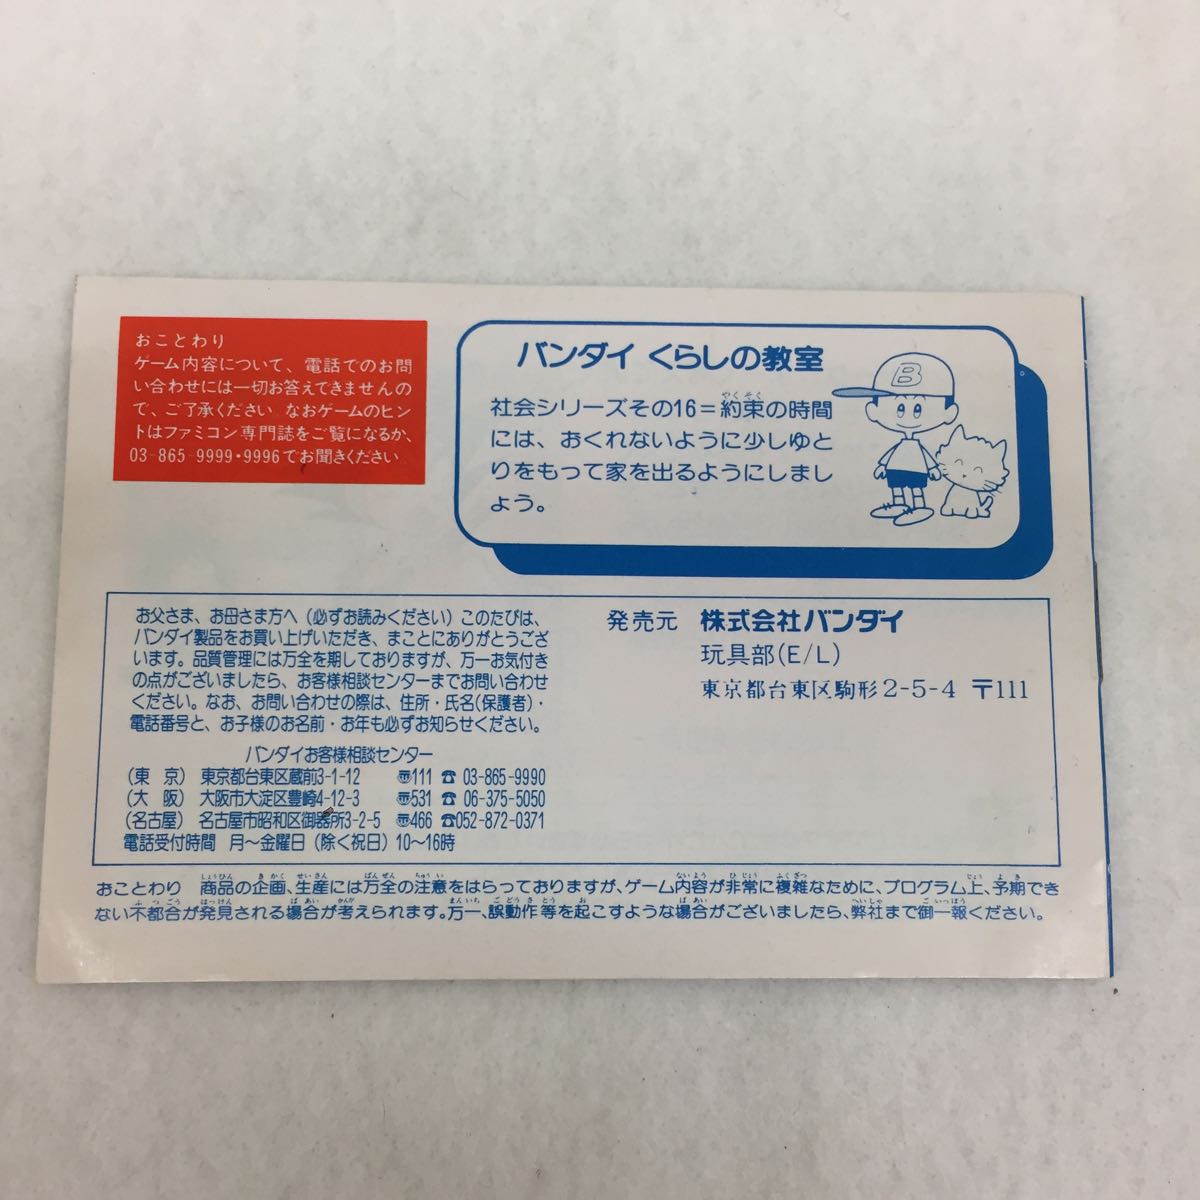 おことわり
ゲーム内容について、電話でのお問
い合わせには一切お答えできませんの
で、ご了承ください なおゲームのヒン
トはファミコン専門誌をご覧になるか、
03-865-9999・9996でお聞きください
バンダイ くらしの教室
社会シリーズその16＝約束の時間
には、おくれないように少しゆと
りをもって家を出るようにしまし
ょう。
B
お父さま、お母さま方へ（必ずお読みください）このたびは、
バンダイ製品をお買い上げいただき、まことにありがとうござ
います。品質管理には万全を期しておりますが、万一お気付き
の点がございましたら、お客様相談センターまでお問い合わせ
ください。なお、お問い合わせの際は、住所・氏名(保護者)・
電話番号と、お子様のお名前・お年も必ずお知らせください。
バンダイお客様相談センター
(東 京) 東京都台東区蔵前3-1-12 〠111 ☎ 03-865-9990
(大 阪) 大阪市大淀区豊崎4-12-3 〠531 ☎ 06-375-5050
(名古屋) 名古屋市昭和区御器所3-2-5 〠466 ☎052-872-0371
電話受付時間 月～金曜日（除く祝日）10～16時
発売元 株式会社バンダイ
玩具部(E/L)
東京都台東区駒形2-5-4 〒111
おことわり 商品の企画、生産には万全の注意をはらっておりますが、ゲーム内容が非常に複雑なために、プログラム上、予期でき
ない不都合が発見される場合が考えられます。万一、誤動作等を起こすような場合がございましたら、弊社まで御一報ください。